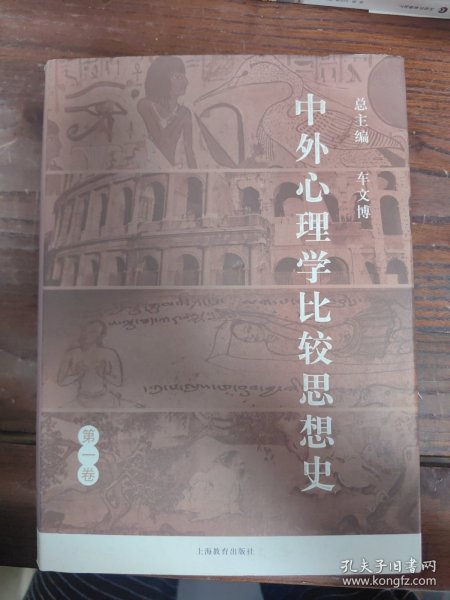 总主编 车文博
中外心理学比较思想史
第一卷
上海教育出版社
孔夫子旧书网
www.kongfz.com